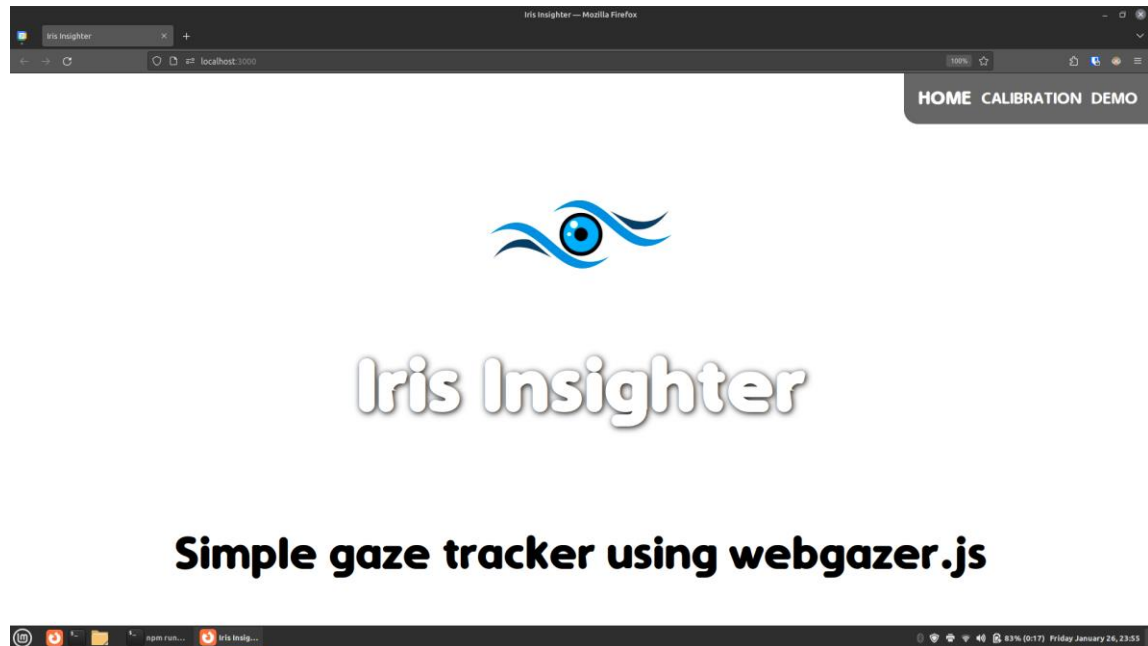 Iris Insighter — Mozilla Firefox
Iris Insighter
localhost:3000
100%
HOME CALIBRATION DEMO
Iris Insighter
Simple gaze tracker using webgazer.js
npm run...
Iris Insig...
83% (0:17) Friday January 26, 23:55